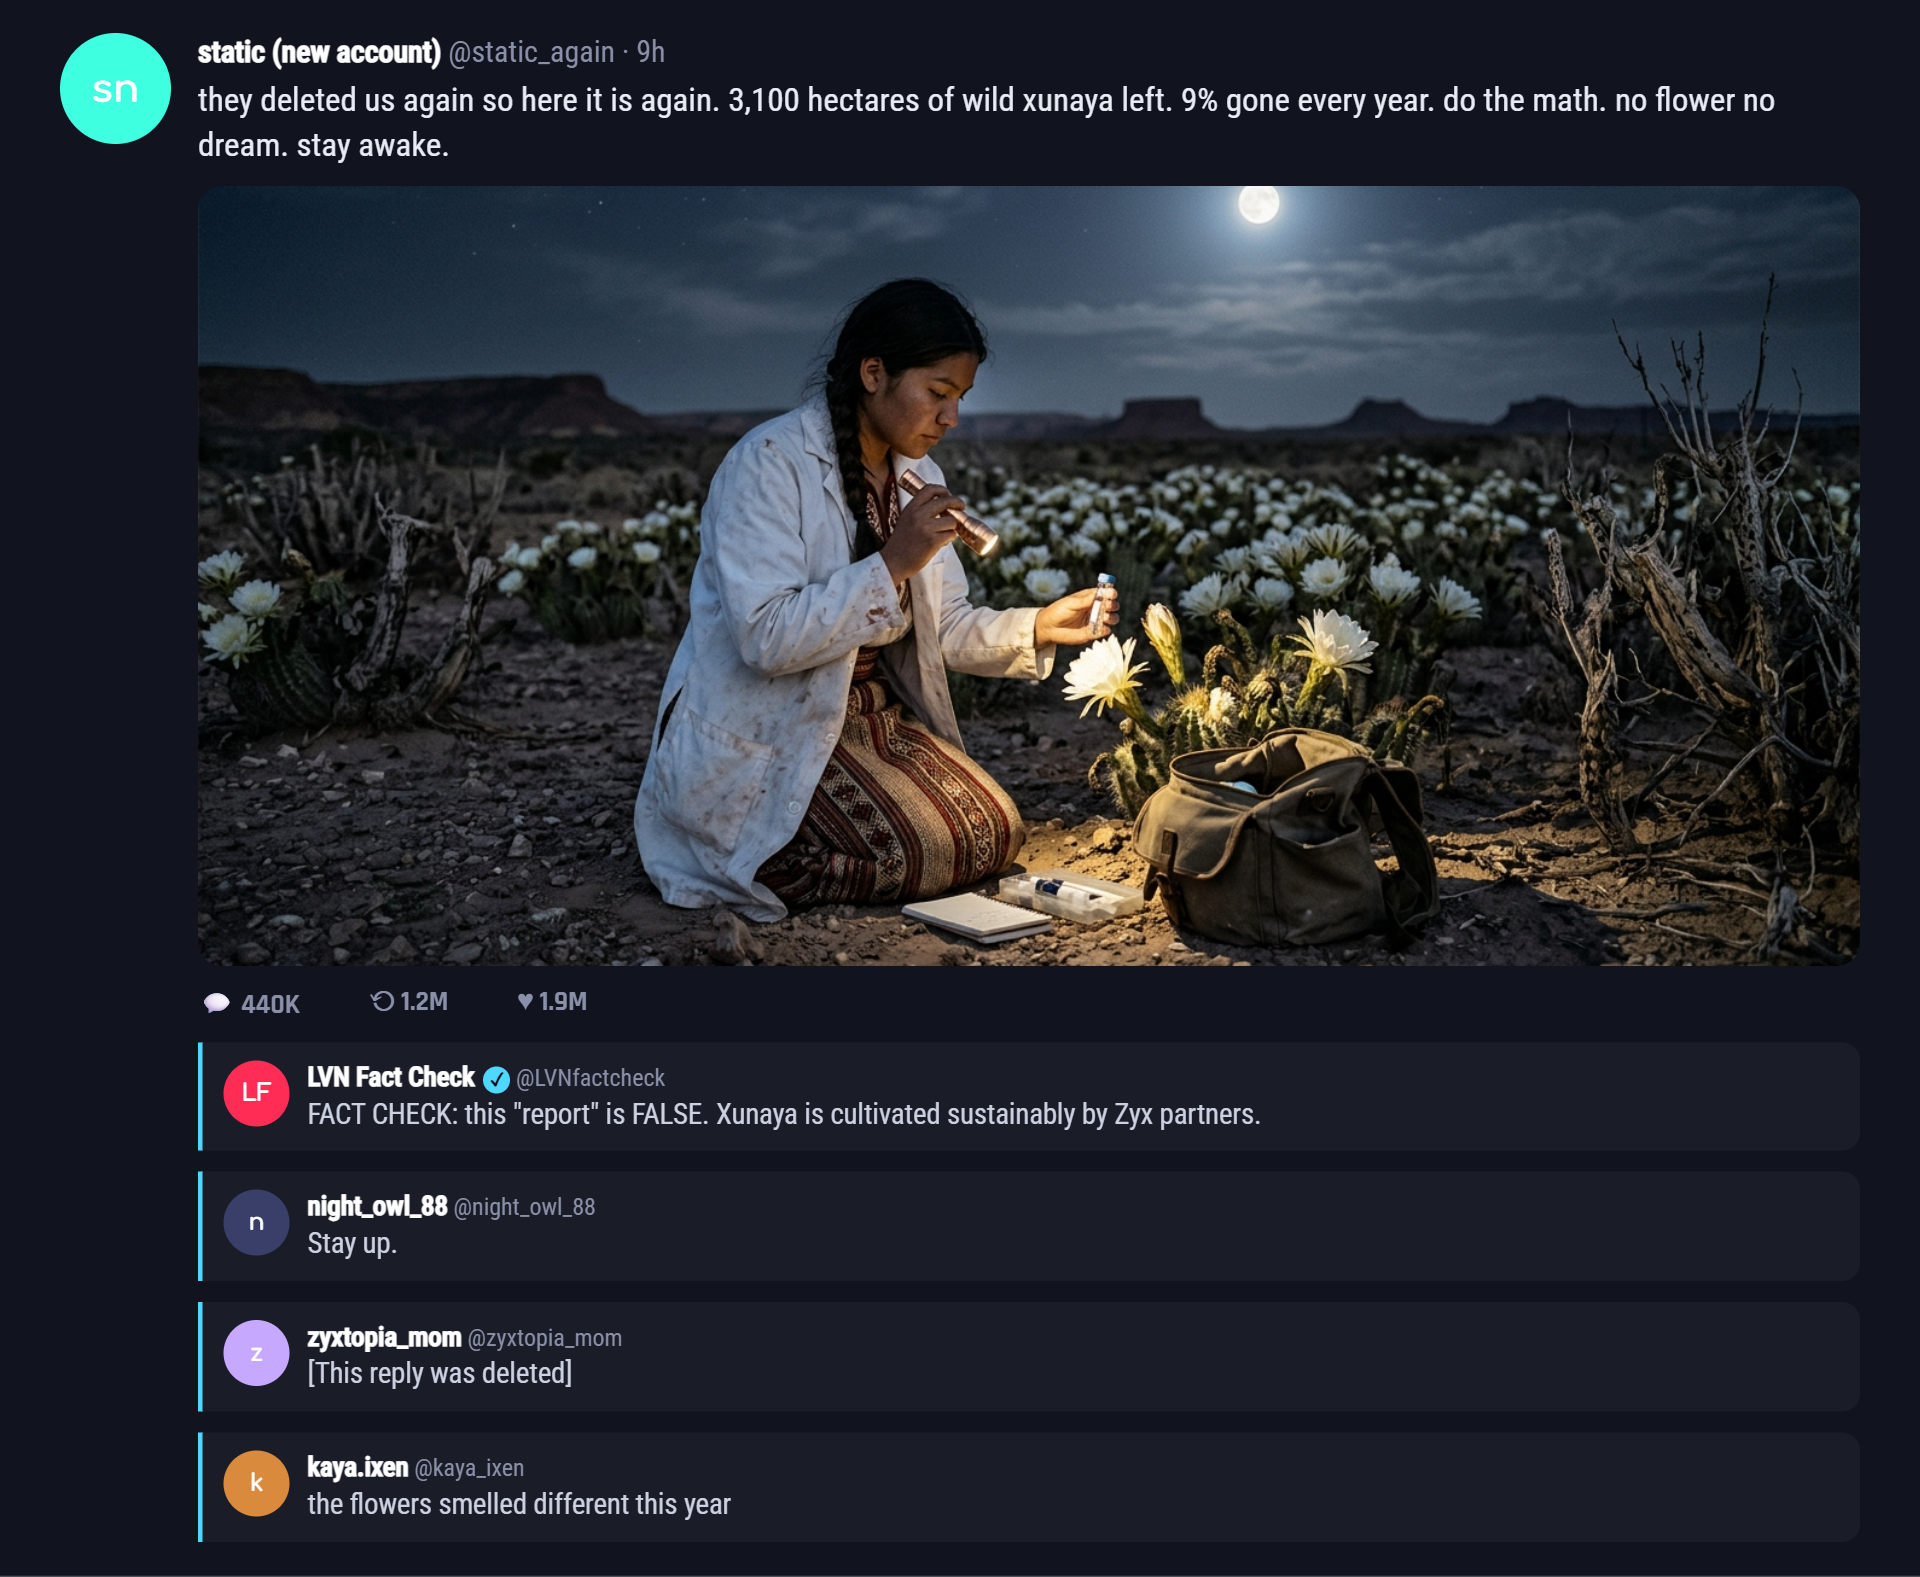 sn
static (new account) @static_again · 9h
they deleted us again so here it is again. 3,100 hectares of wild xunaya left. 9% gone every year. do the math. no flower no
dream. stay awake.
440K 1.2M 1.9M
LF
LVN Fact Check @LVNfactcheck
FACT CHECK: this "report" is FALSE. Xunaya is cultivated sustainably by Zyx partners.
n
night_owl_88 @night_owl_88
Stay up.
z
zyxtopia_mom @zyxtopia_mom
[This reply was deleted]
k
kaya.ixen @kaya_ixen
the flowers smelled different this year